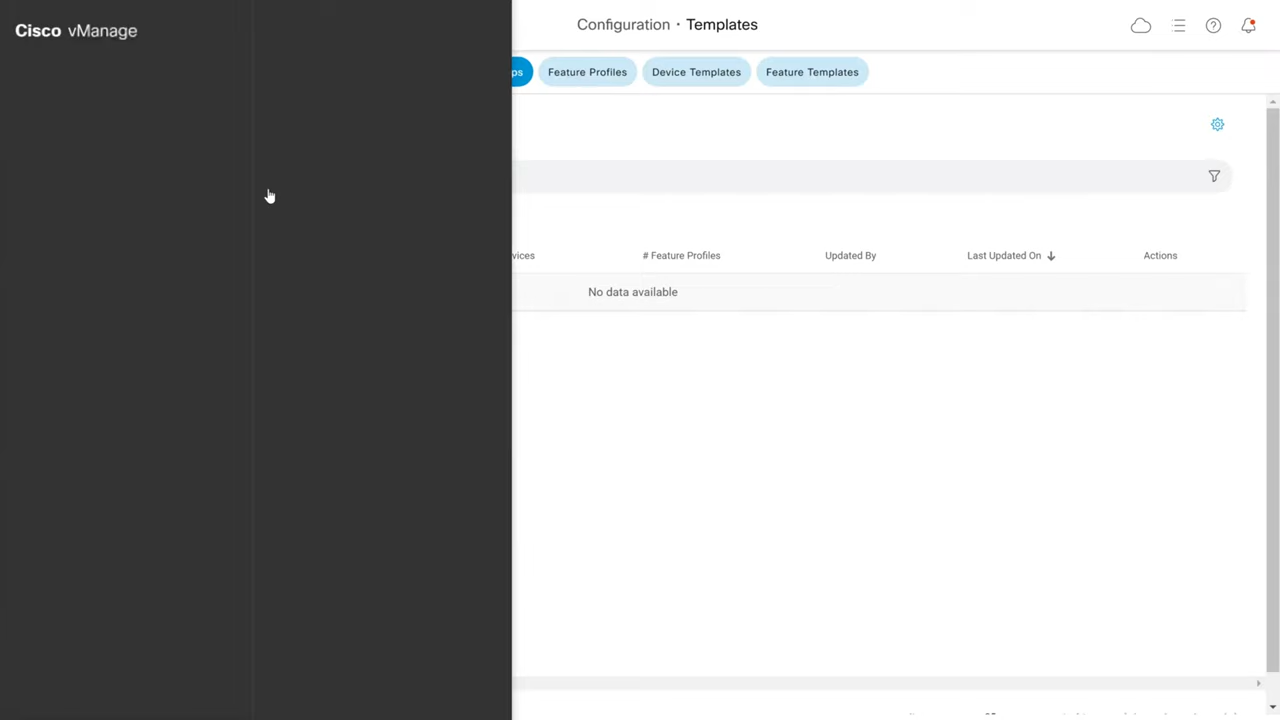 Cisco vManage
Configuration · Templates
ps
Feature Profiles
Device Templates
Feature Templates
vices
# Feature Profiles
Updated By
Last Updated On
Actions
No data available